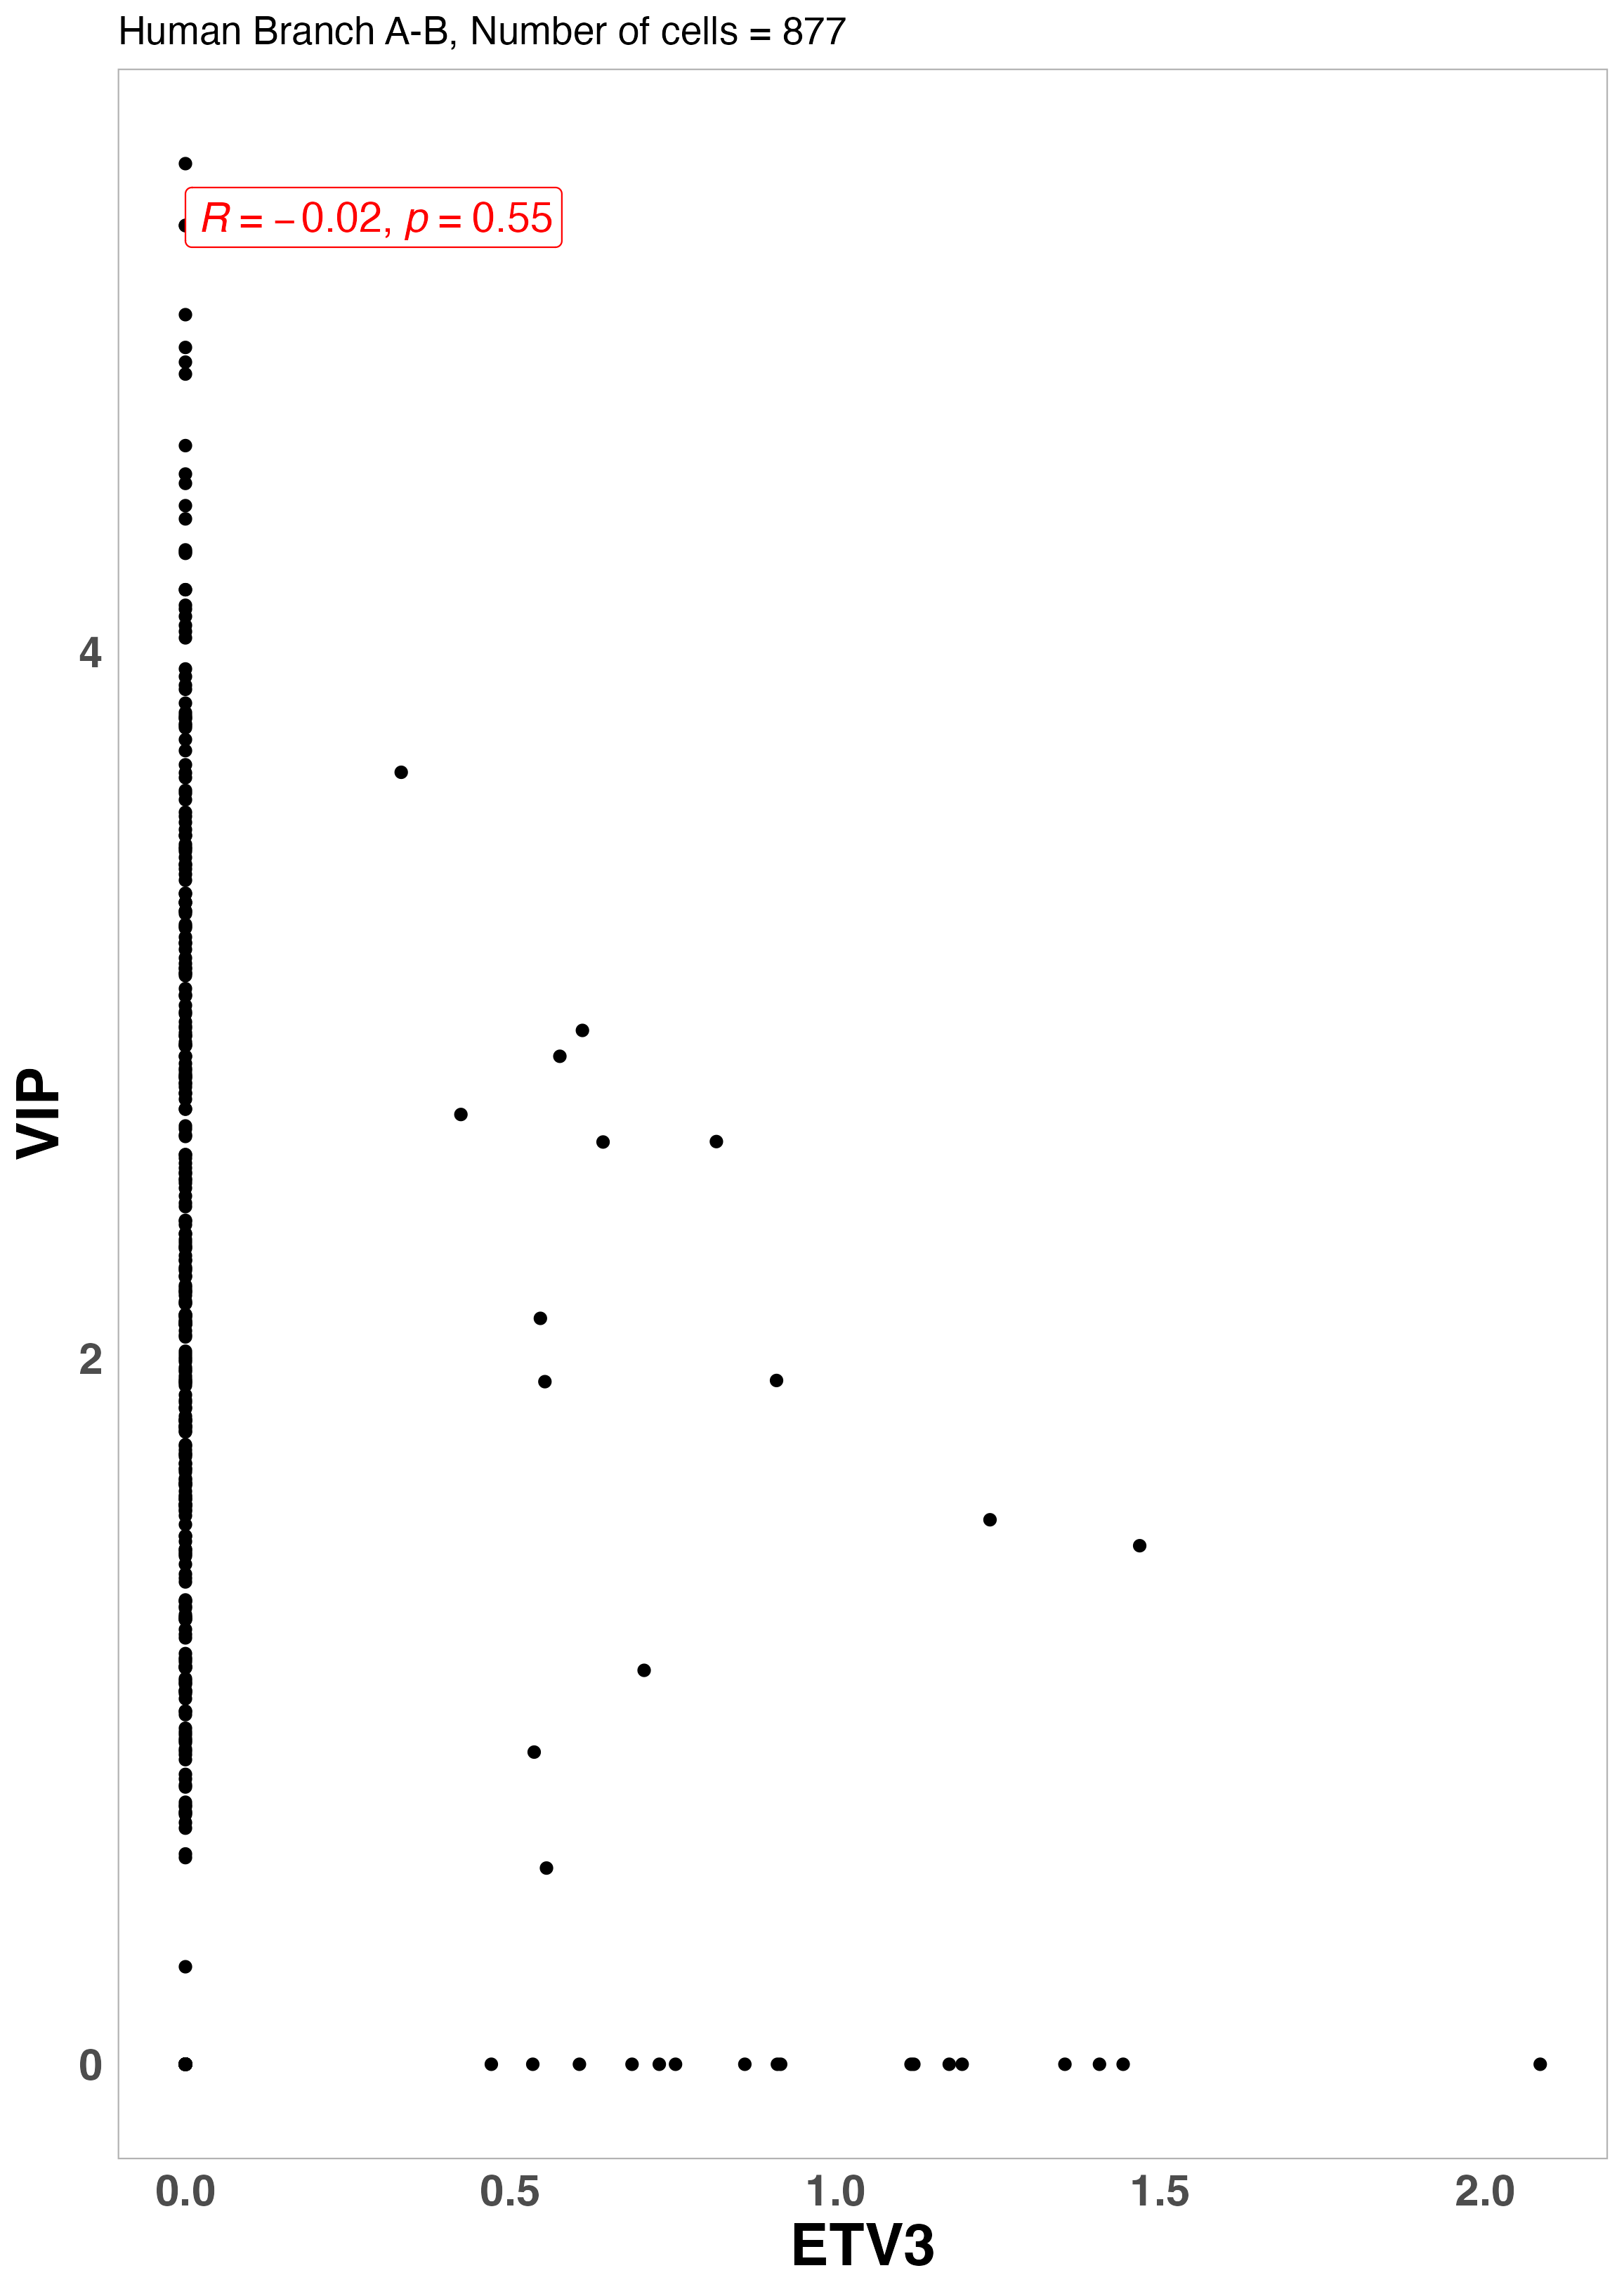 Human Branch A-B, Number of cells = 877
R = −0.02, p = 0.55
4
2
0
VIP
0.0 0.5 1.0 1.5 2.0
ETV3